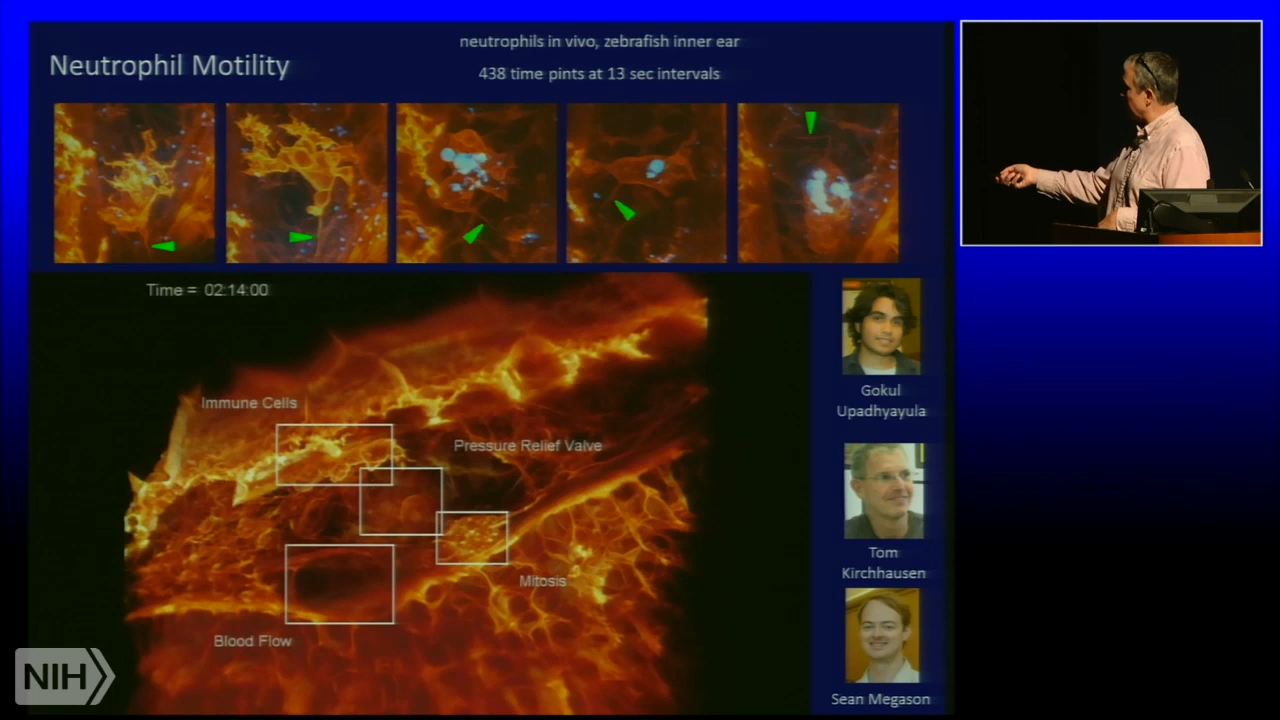 Neutrophil Motility
neutrophils in vivo, zebrafish inner ear
438 time pints at 13 sec intervals
Time = 02:14:00
Immune Cells
Pressure Relief Valve
Mitosis
Blood Flow
Gokul
Upadhyayula
Tom
Kirchhausen
Sean Megason
NIH